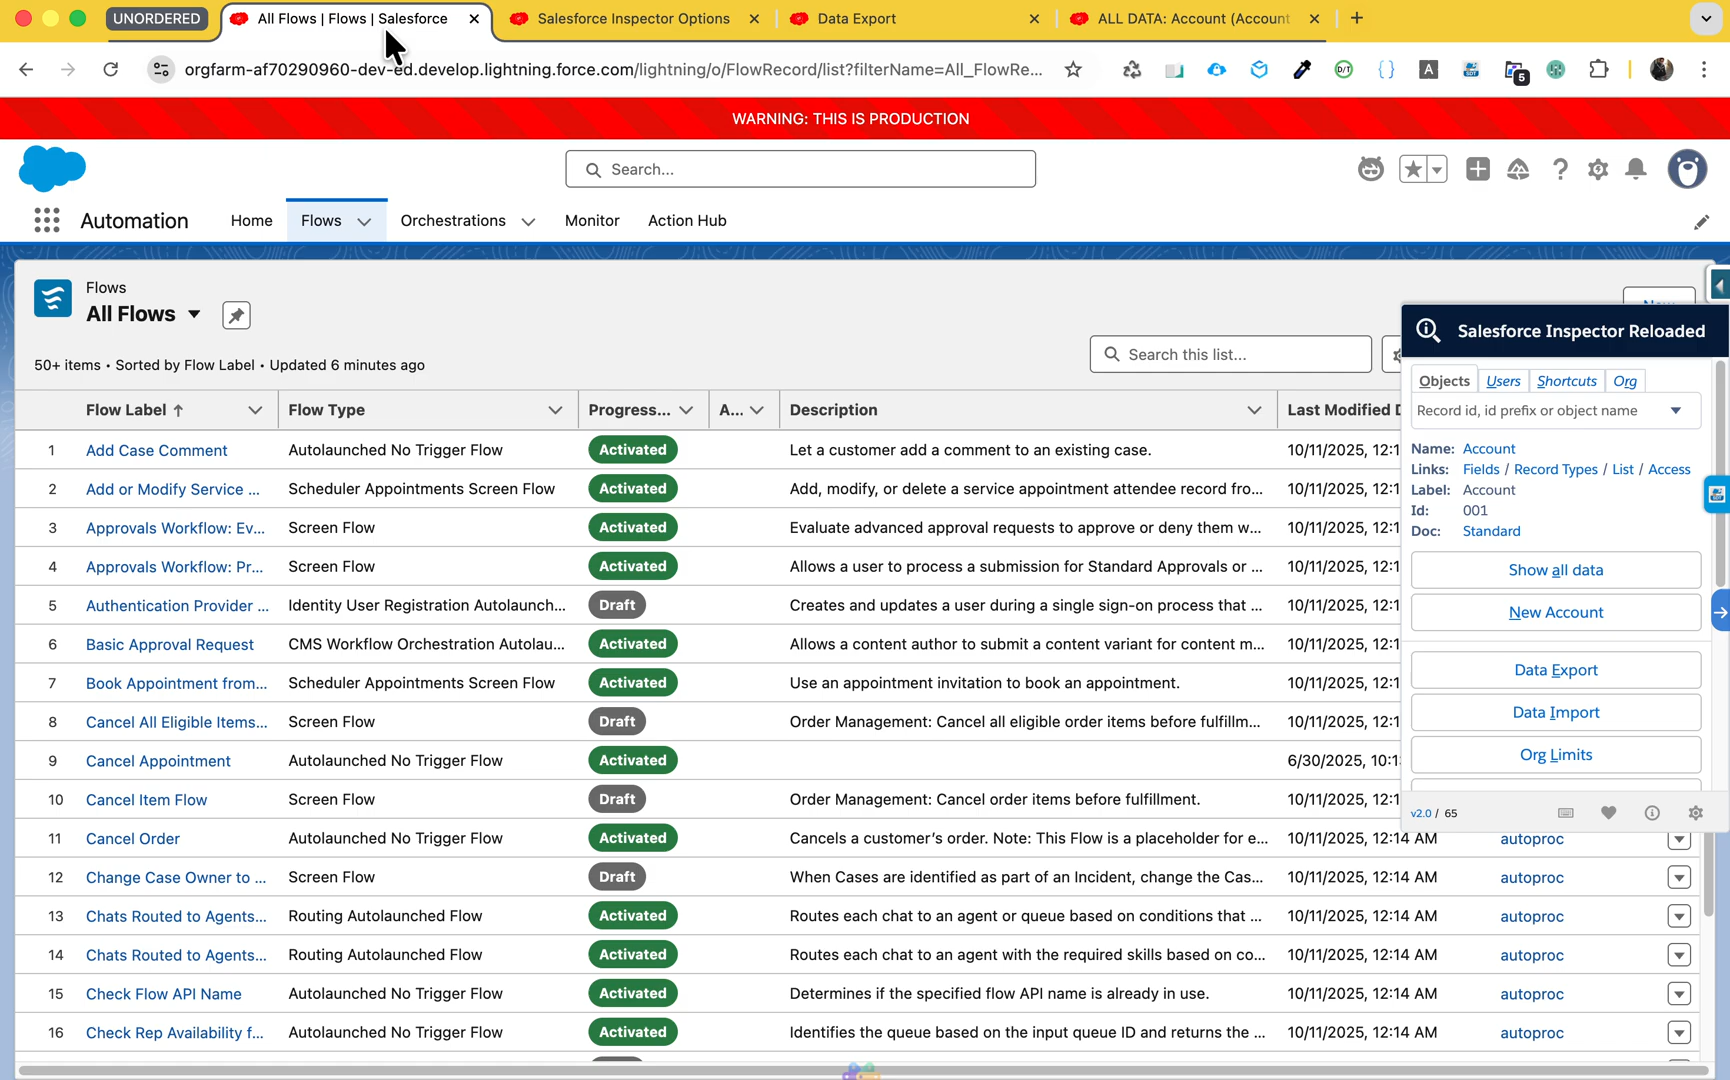 UNORDERED
All Flows | Flows | Salesforce
Salesforce Inspector Options
Data Export
ALL DATA: Account (Account
orgfarm-af70290960-dev-ed.develop.lightning.force.com/lightning/o/FlowRecord/list?filterName=All_FlowRe...
D/T
{ }
A
5
WARNING: THIS IS PRODUCTION
Search...
Automation
Home
Flows
Orchestrations
Monitor
Action Hub
Flows
All Flows
50+ items • Sorted by Flow Label • Updated 6 minutes ago
Search this list...
Flow Label Flow Type Progress... A... Description Last Modified D
1 Add Case Comment Autolaunched No Trigger Flow Activated Let a customer add a comment to an existing case. 10/11/2025, 12:1
2 Add or Modify Service ... Scheduler Appointments Screen Flow Activated Add, modify, or delete a service appointment attendee record fro... 10/11/2025, 12:1
3 Approvals Workflow: Ev... Screen Flow Activated Evaluate advanced approval requests to approve or deny them w... 10/11/2025, 12:1
4 Approvals Workflow: Pr... Screen Flow Activated Allows a user to process a submission for Standard Approvals or ... 10/11/2025, 12:1
5 Authentication Provider ... Identity User Registration Autolaunch... Draft Creates and updates a user during a single sign-on process that ... 10/11/2025, 12:1
6 Basic Approval Request CMS Workflow Orchestration Autolau... Activated Allows a content author to submit a content variant for content m... 10/11/2025, 12:1
7 Book Appointment from... Scheduler Appointments Screen Flow Activated Use an appointment invitation to book an appointment. 10/11/2025, 12:1
8 Cancel All Eligible Items... Screen Flow Draft Order Management: Cancel all eligible order items before fulfillm... 10/11/2025, 12:1
9 Cancel Appointment Autolaunched No Trigger Flow Activated 6/30/2025, 10:1
10 Cancel Item Flow Screen Flow Draft Order Management: Cancel order items before fulfillment. 10/11/2025, 12:1
11 Cancel Order Autolaunched No Trigger Flow Activated Cancels a customer's order. Note: This Flow is a placeholder for e... 10/11/2025, 12:14 AM autoproc
12 Change Case Owner to ... Screen Flow Draft When Cases are identified as part of an Incident, change the Cas... 10/11/2025, 12:14 AM autoproc
13 Chats Routed to Agents... Routing Autolaunched Flow Activated Routes each chat to an agent or queue based on conditions that ... 10/11/2025, 12:14 AM autoproc
14 Chats Routed to Agents... Routing Autolaunched Flow Activated Routes each chat to an agent with the required skills based on co... 10/11/2025, 12:14 AM autoproc
15 Check Flow API Name Autolaunched No Trigger Flow Activated Determines if the specified flow API name is already in use. 10/11/2025, 12:14 AM autoproc
16 Check Rep Availability f... Autolaunched No Trigger Flow Activated Identifies the queue based on the input queue ID and returns the ... 10/11/2025, 12:14 AM autoproc
Salesforce Inspector Reloaded
Objects Users Shortcuts Org
Record id, id prefix or object name
Name: Account
Links: Fields / Record Types / List / Access
Label: Account
Id: 001
Doc: Standard
Show all data
New Account
Data Export
Data Import
Org Limits
v2.0 / 65